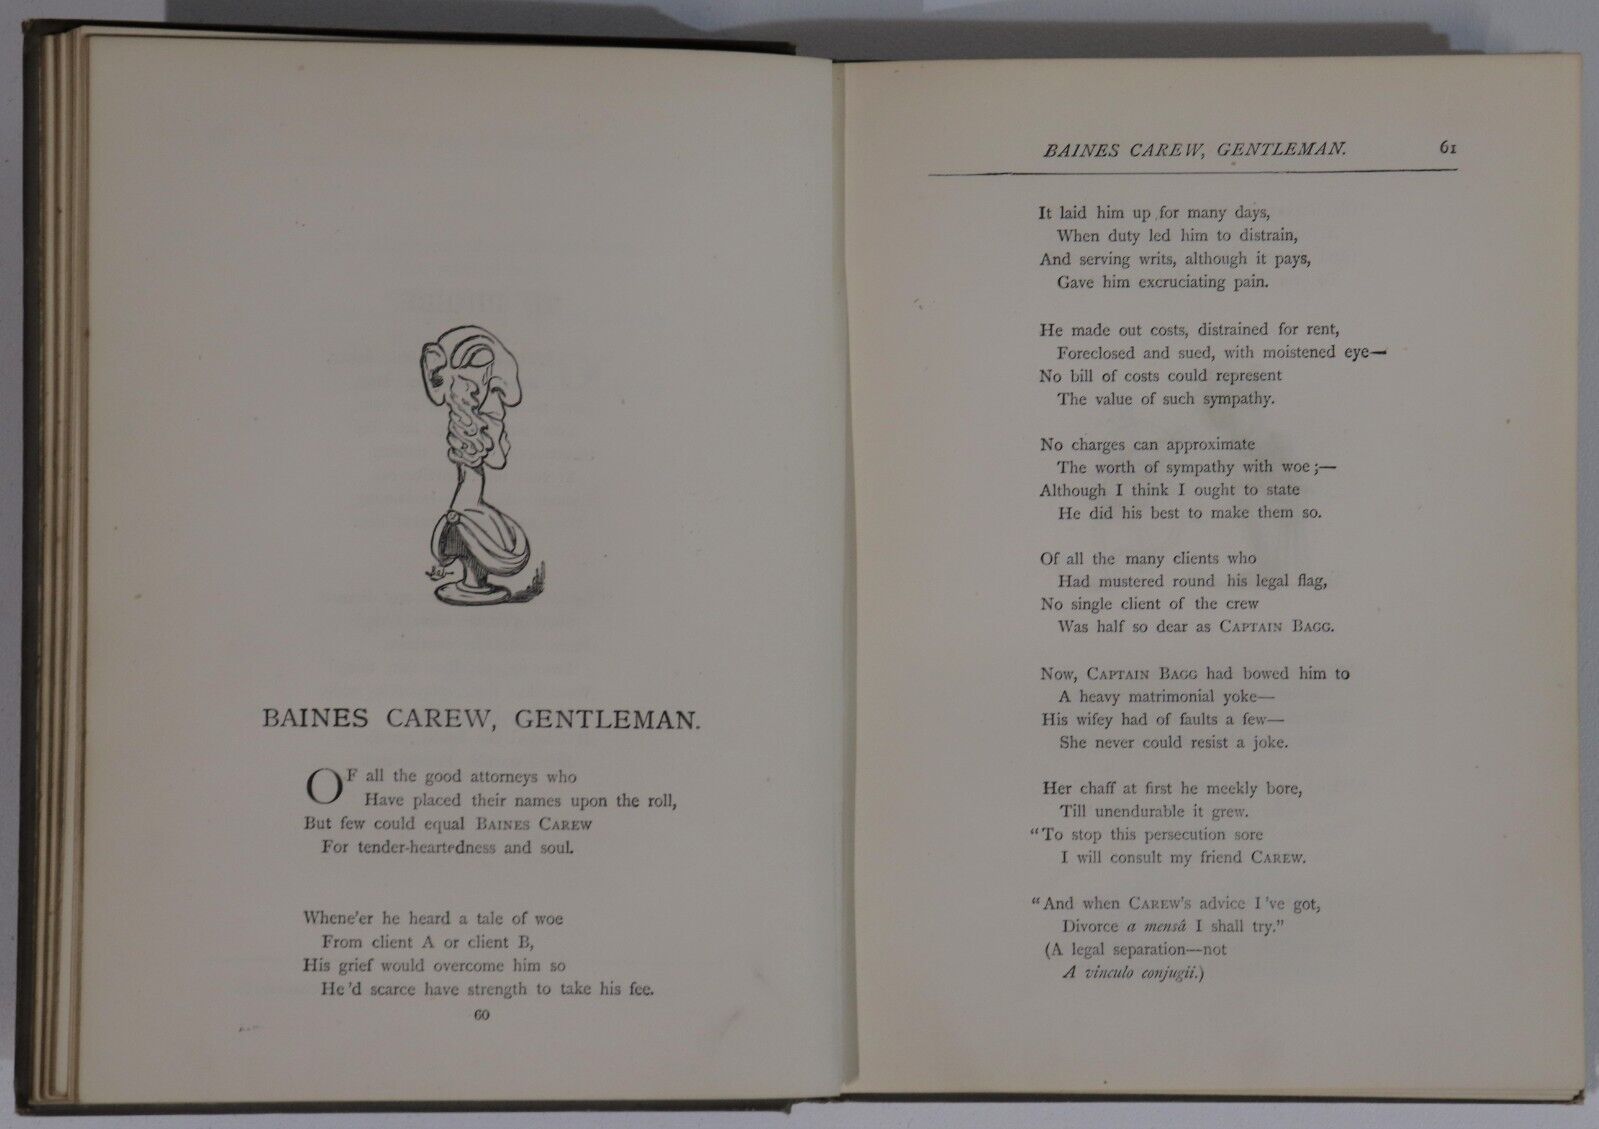 BAINES CAREW, GENTLEMAN.
OF all the good attorneys who
Have placed their names upon the roll,
But few could equal BAINES CAREW
For tender-heartedness and soul.
Whene'er he heard a tale of woe
From client A or client B,
His grief would overcome him so
He'd scarce have strength to take his fee.
60
BAINES CAREW, GENTLEMAN. 61
It laid him up for many days,
When duty led him to distrain,
And serving writs, although it pays,
Gave him excruciating pain.
He made out costs, distrained for rent,
Foreclosed and sued, with moistened eye—
No bill of costs could represent
The value of such sympathy.
No charges can approximate
The worth of sympathy with woe;—
Although I think I ought to state
He did his best to make them so.
Of all the many clients who
Had mustered round his legal flag,
No single client of the crew
Was half so dear as CAPTAIN BAGG.
Now, CAPTAIN BAGG had bowed him to
A heavy matrimonial yoke—
His wifey had of faults a few—
She never could resist a joke.
Her chaff at first he meekly bore,
Till unendurable it grew.
"To stop this persecution sore
I will consult my friend CAREW.
"And when CAREW'S advice I've got,
Divorce a mensâ I shall try."
(A legal separation—not
A vinculo conjugii.)